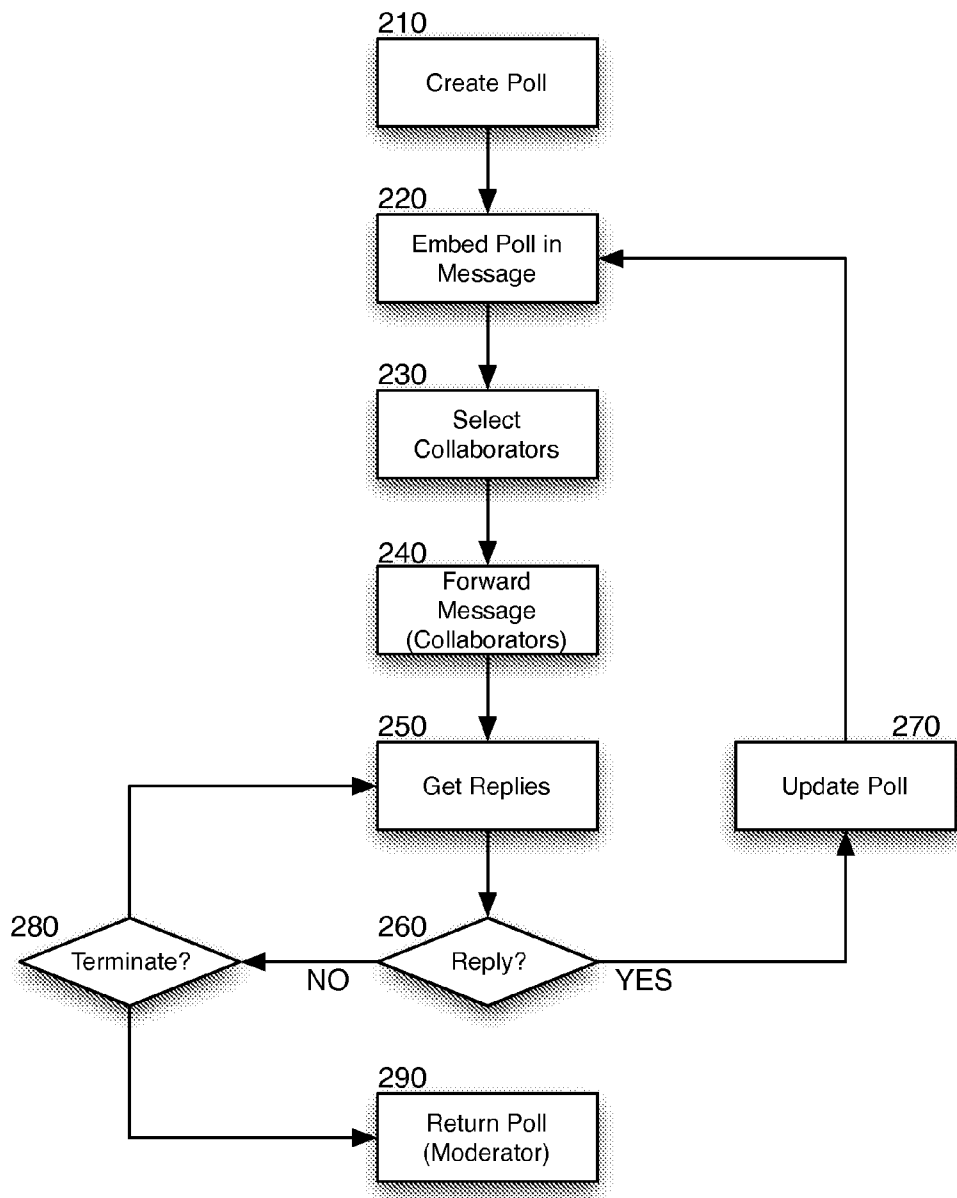 210
Create Poll
220
Embed Poll in
Message
230
Select
Collaborators
240
Forward
Message
(Collaborators)
250
Get Replies
270
Update Poll
280
Terminate?
260
Reply?
NO
YES
290
Return Poll
(Moderator)